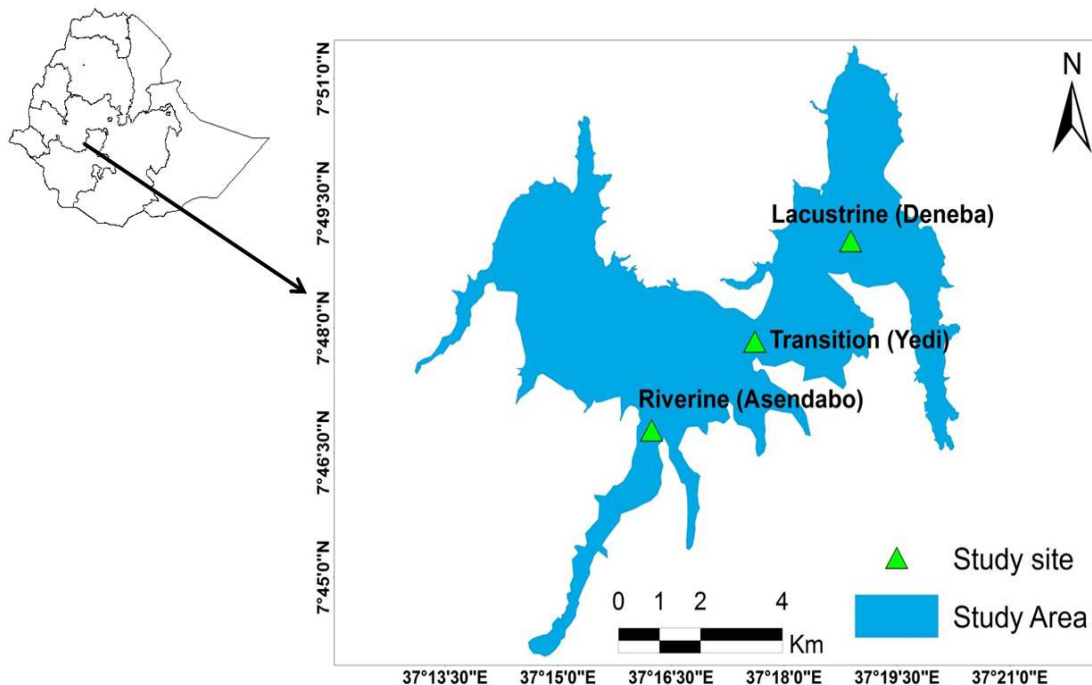 N
7°51'0"N
7°49'30"N
7°48'0"N
7°46'30"N
7°45'0"N
Lacustrine (Deneba)
Transition (Yedi)
Riverine (Asendabo)
Study site
Study Area
0 1 2 4
Km
37°13'30"E 37°15'0"E 37°16'30"E 37°18'0"E 37°19'30"E 37°21'0"E